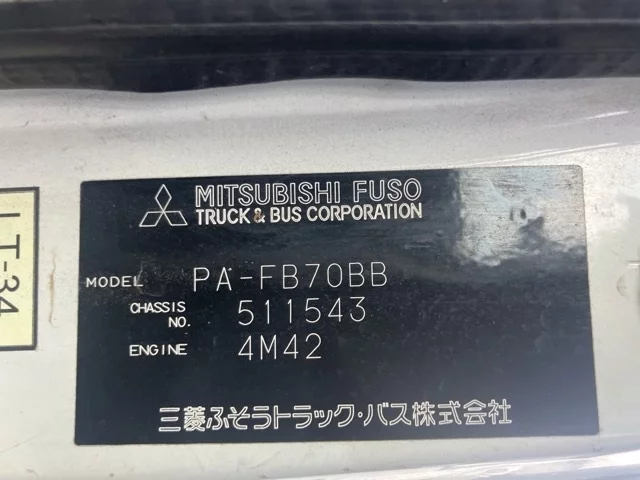 MITSUBISHI FUSO
TRUCK & BUS CORPORATION
MODEL PA-FB70BB
CHASSIS NO. 511543
ENGINE 4M42
三菱ふそうトラック・バス株式会社
LT-34